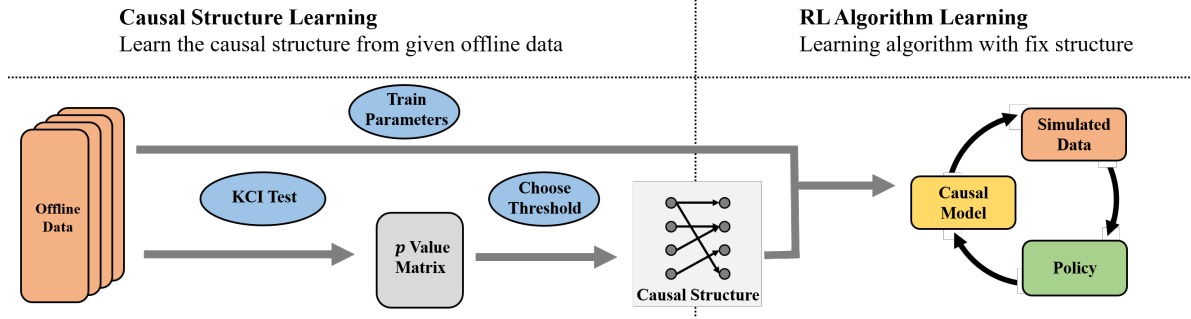 Causal Structure Learning
Learn the causal structure from given offline data
RL Algorithm Learning
Learning algorithm with fix structure
Train
Parameters
Offline
Data
KCI Test
p Value
Matrix
Choose
Threshold
Causal Structure
Simulated
Data
Causal
Model
Policy